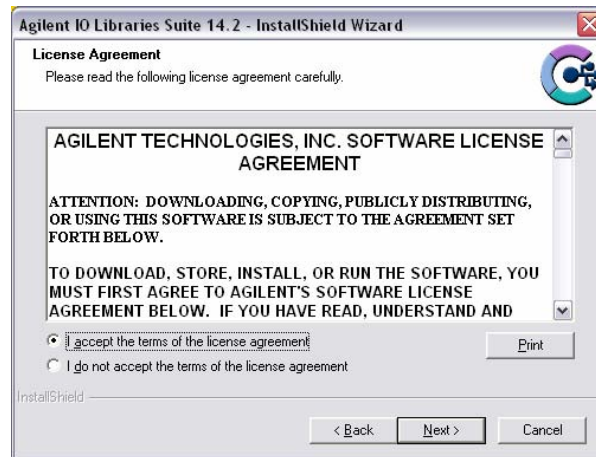 Agilent IO Libraries Suite 14.2 - InstallShield Wizard
License Agreement
Please read the following license agreement carefully.
AGILENT TECHNOLOGIES, INC. SOFTWARE LICENSE
AGREEMENT
ATTENTION: DOWNLOADING, COPYING, PUBLICLY DISTRIBUTING,
OR USING THIS SOFTWARE IS SUBJECT TO THE AGREEMENT SET
FORTH BELOW.
TO DOWNLOAD, STORE, INSTALL, OR RUN THE SOFTWARE, YOU
MUST FIRST AGREE TO AGILENT'S SOFTWARE LICENSE
AGREEMENT BELOW. IF YOU HAVE READ, UNDERSTAND AND
I accept the terms of the license agreement
Print
I do not accept the terms of the license agreement
InstallShield
< Back
Next >
Cancel